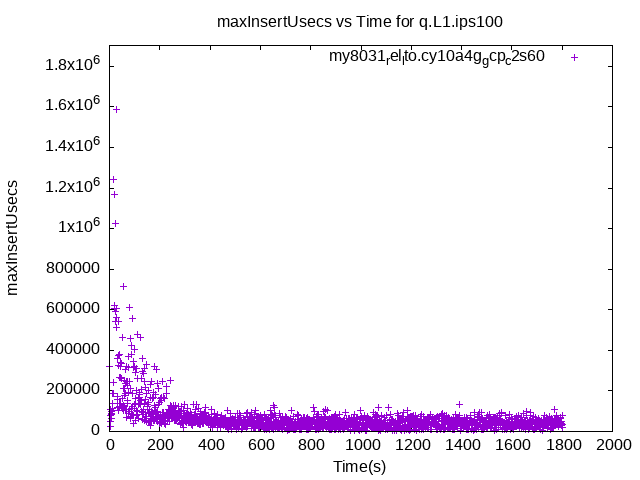 maxInsertUsecs vs Time for q.L1.ips100
my8031_rel_lto.cy10a4g_gcp_c2s60
1.8x10^6
1.6x10^6
1.4x10^6
1.2x10^6
1x10^6
800000
600000
400000
200000
0
maxInsertUsecs
0 200 400 600 800 1000 1200 1400 1600 1800 2000
Time(s)